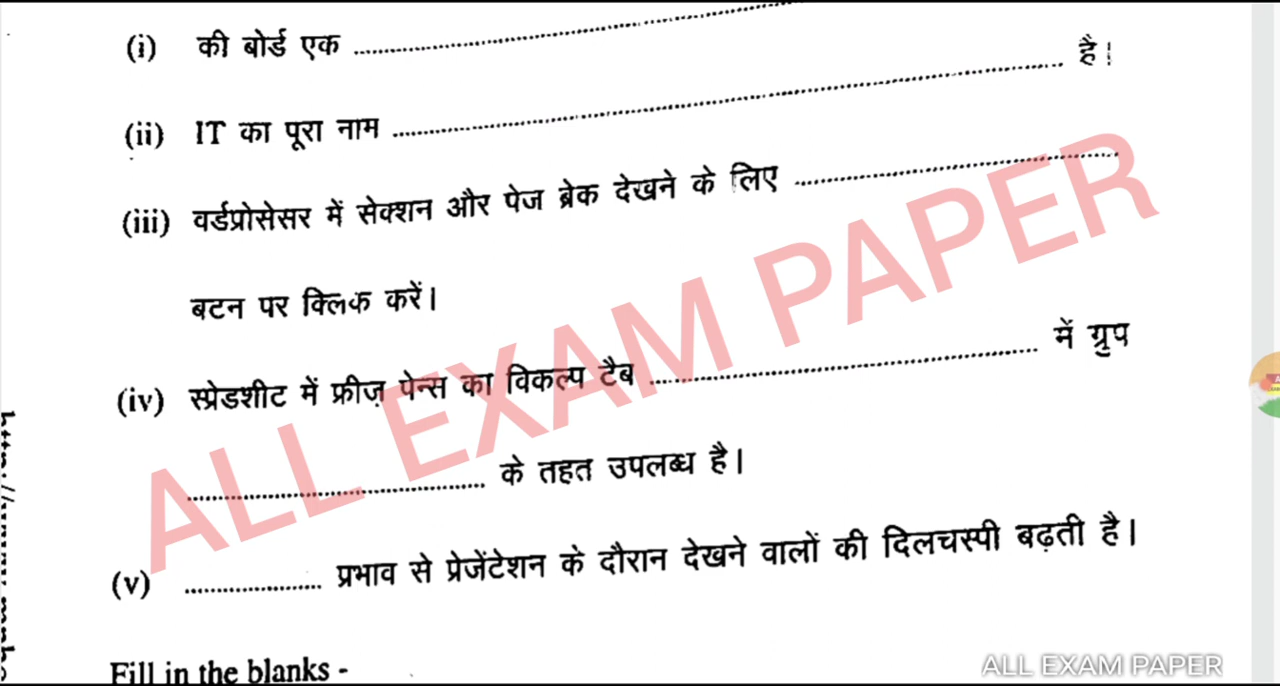 (i) की बोर्ड एक ..............................
है।
(ii) IT का पूरा नाम ..............................
(iii) वर्डप्रोसेसर में सेक्शन और पेज ब्रेक देखने के लिए ..............................
बटन पर क्लिक करें।
(iv) स्प्रेडशीट में फ्रीज़ पेन्स का विकल्प टैब .............................. में ग्रुप
.............................. के तहत उपलब्ध है।
(v) .................... प्रभाव से प्रेजेंटेशन के दौरान देखने वालों की दिलचस्पी बढ़ती है।
Fill in the blanks -
ALL EXAM PAPER
ALL EXAM PAPER